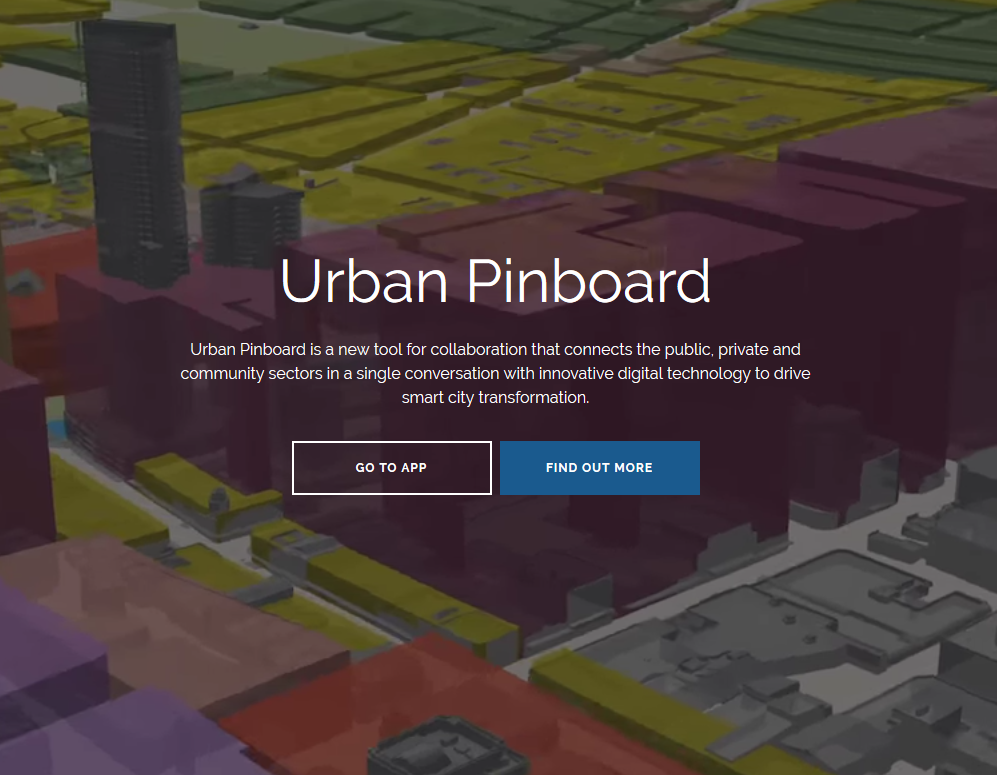 Urban Pinboard
Urban Pinboard is a new tool for collaboration that connects the public, private and
community sectors in a single conversation with innovative digital technology to drive
smart city transformation.
GO TO APP
FIND OUT MORE